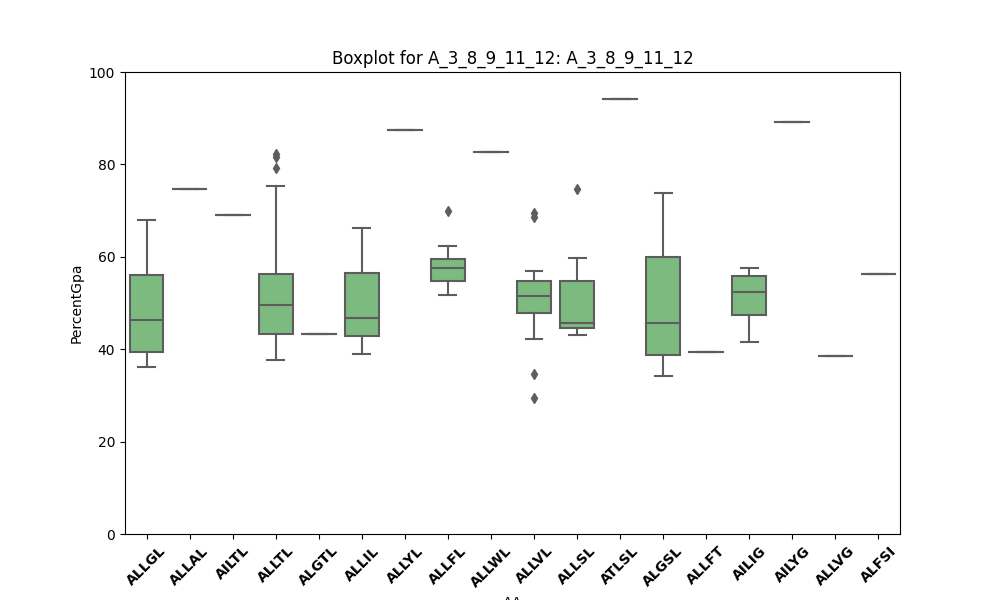 Boxplot for A_3_8_9_11_12: A_3_8_9_11_12
100
80
60
40
20
0
PercentGpa
ALLGL
ALLAL
AILTL
ALLTL
ALGTL
ALLIL
ALLYL
ALLFL
ALLWL
ALLVL
ALLSL
ATLSL
ALGSL
ALLFT
AILIG
AILYG
ALLVG
ALFSI